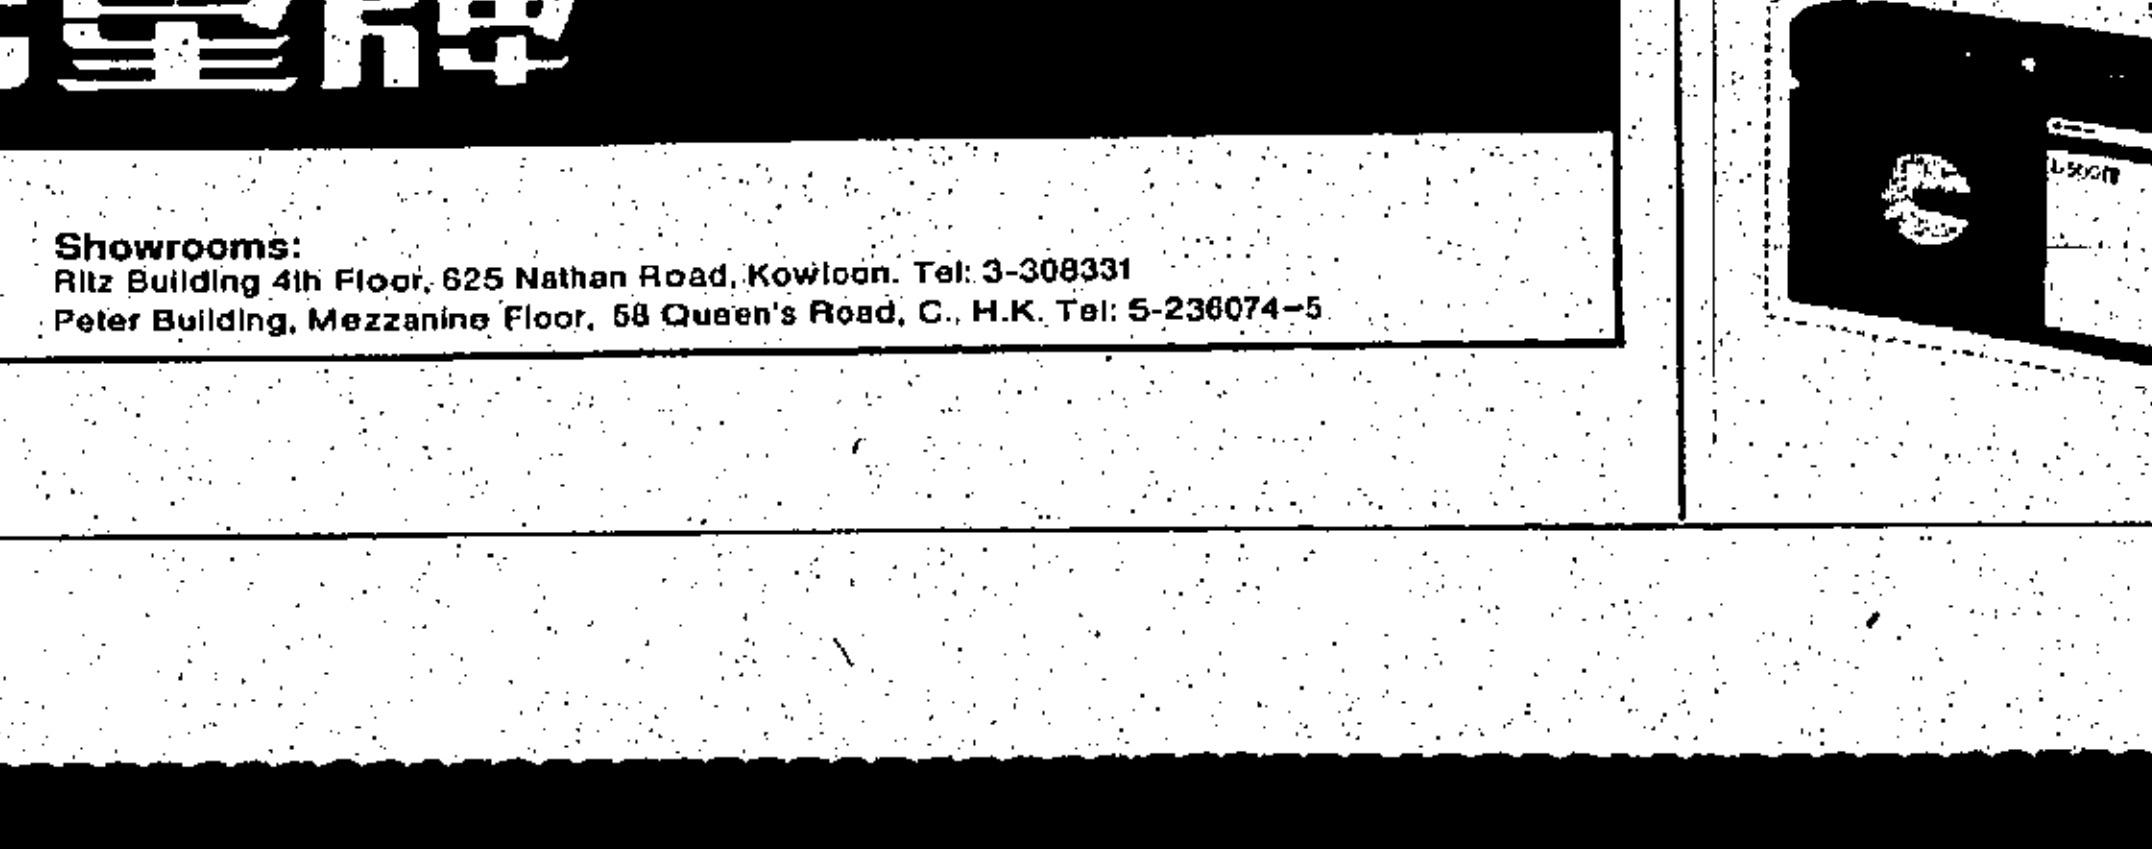 Showrooms:
Ritz Building 4th Floor, 625 Nathan Road, Kowloon. Tel: 3-308331
Peter Building, Mezzanine Floor, 58 Queen's Road, C., H.K. Tel: 5-236074-5